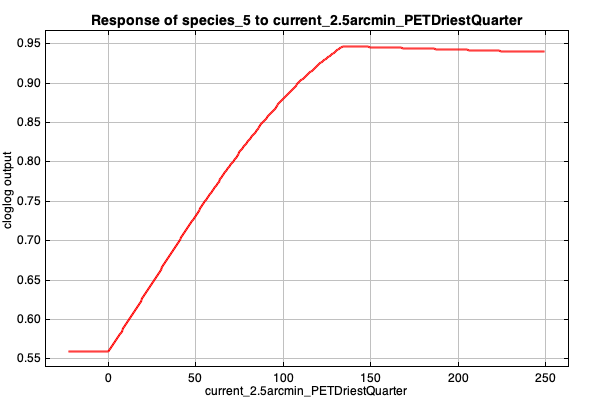 Response of species_5 to current_2.5arcmin_PETDriestQuarter
cloglog output
0.95
0.90
0.85
0.80
0.75
0.70
0.65
0.60
0.55
0 50 100 150 200 250
current_2.5arcmin_PETDriestQuarter